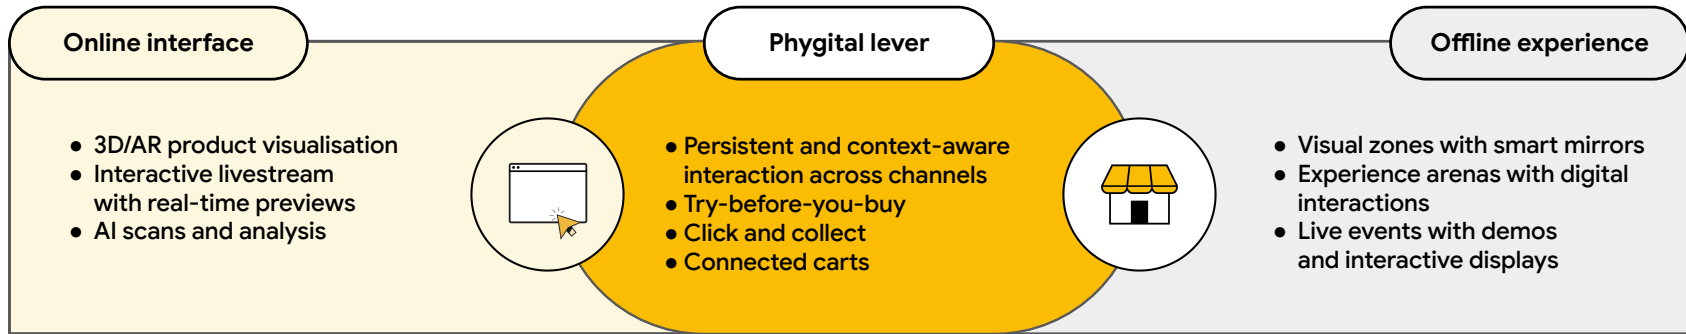 Online interface
● 3D/AR product visualisation
● Interactive livestream
with real-time previews
● AI scans and analysis
Phygital lever
● Persistent and context-aware
interaction across channels
● Try-before-you-buy
● Click and collect
● Connected carts
Offline experience
● Visual zones with smart mirrors
● Experience arenas with digital
interactions
● Live events with demos
and interactive displays